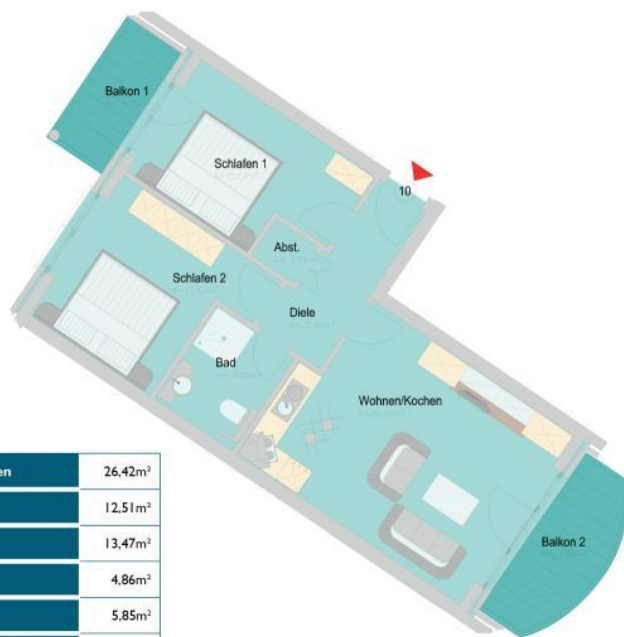 Balkon 1
Schlafen 1
10
Abst.
Schlafen 2
Diele
Bad
Wohnen/Kochen
Balkon 2
en 26,42m²
12,51m²
13,47m²
4,86m²
5,85m²